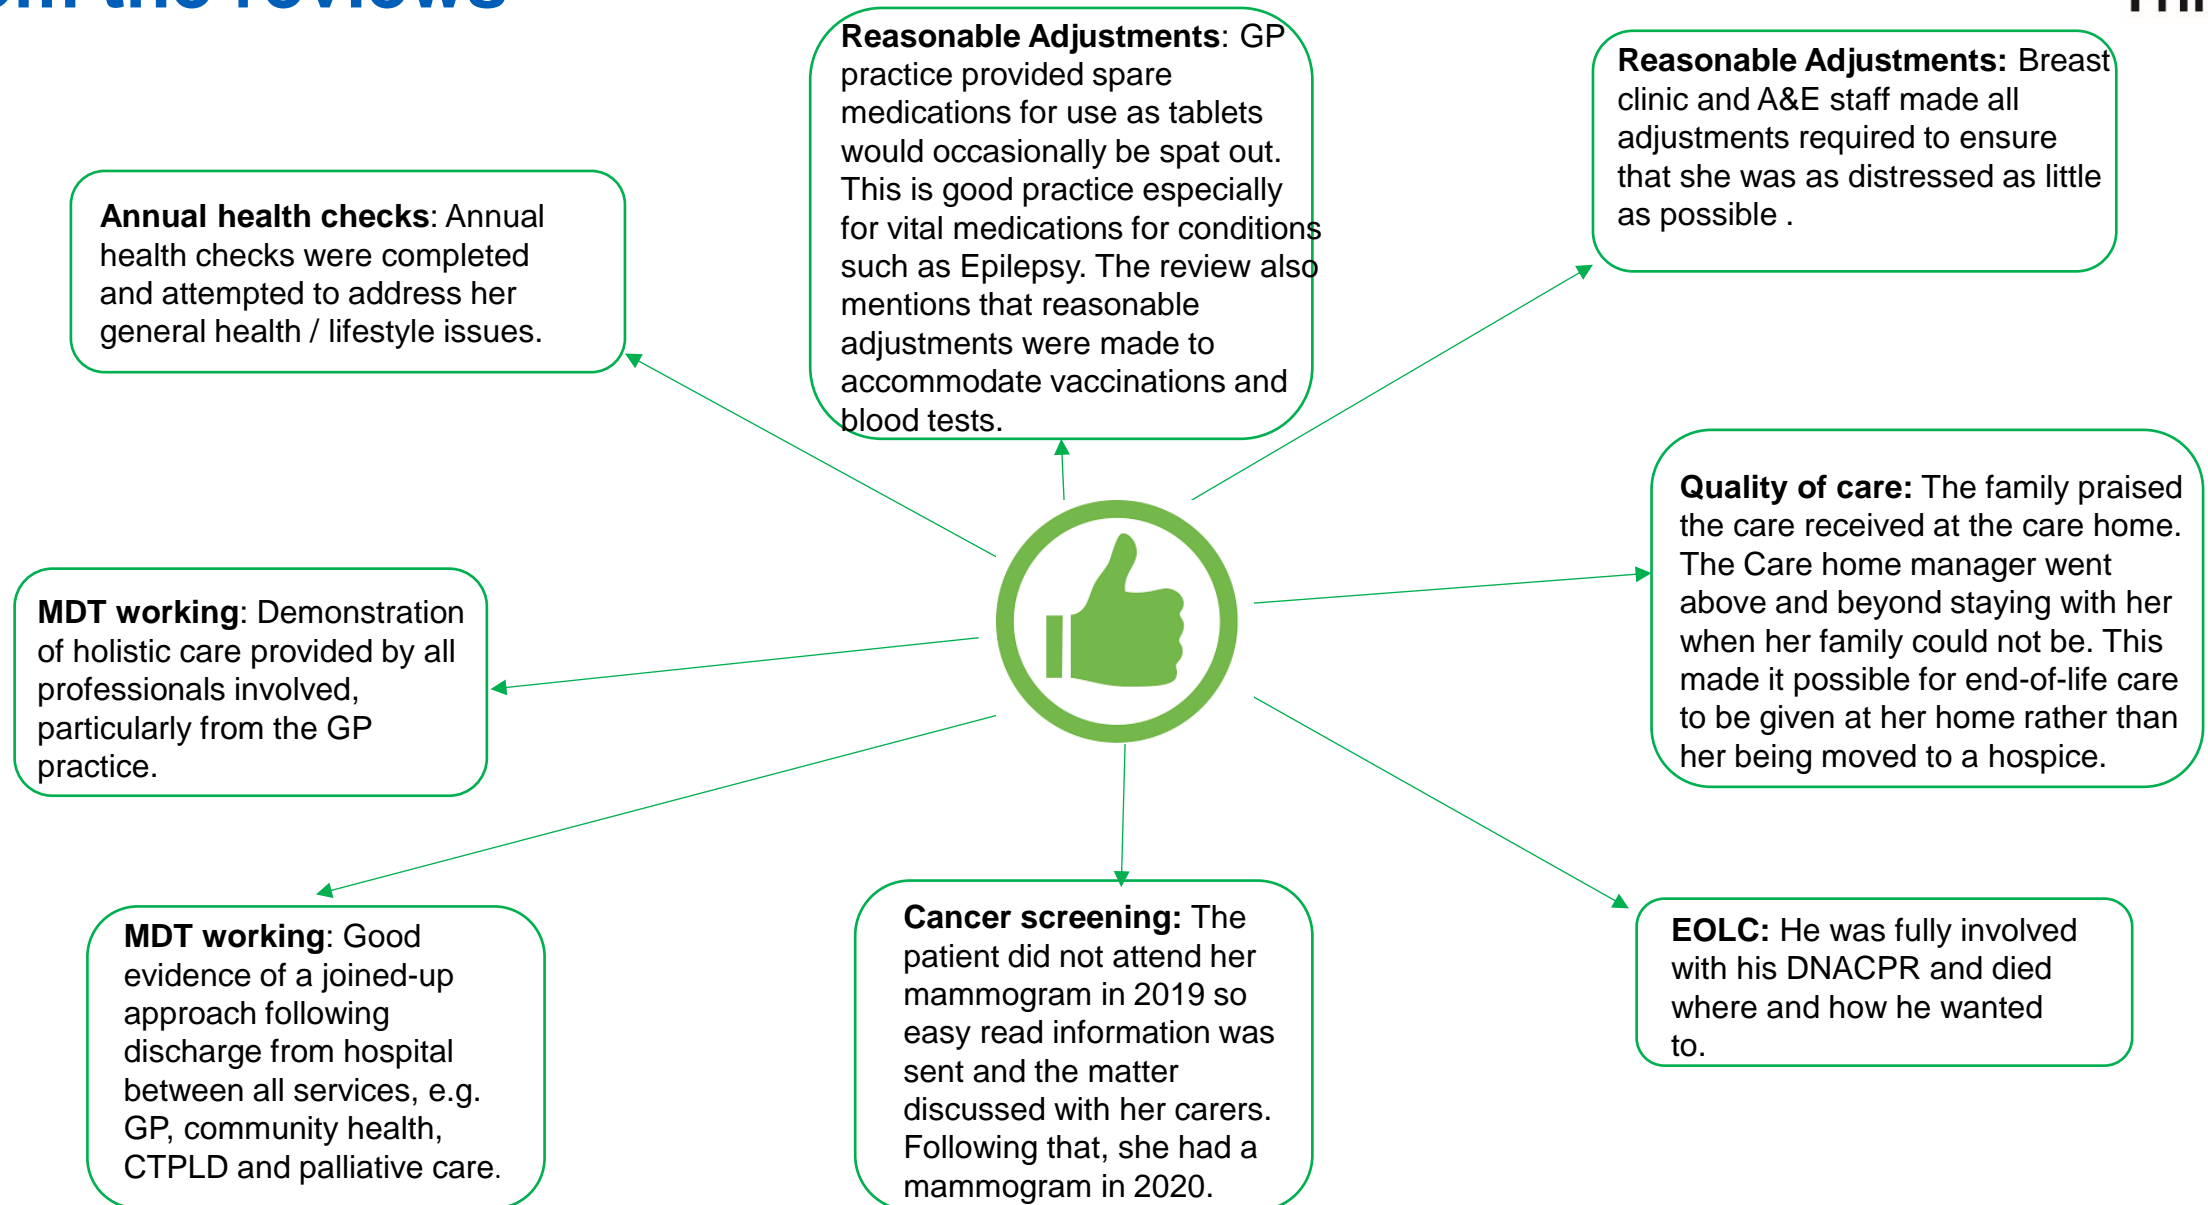 from the reviews
Reasonable Adjustments: GP
practice provided spare
medications for use as tablets
would occasionally be spat out.
This is good practice especially
for vital medications for conditions
such as Epilepsy. The review also
mentions that reasonable
adjustments were made to
accommodate vaccinations and
blood tests.
Reasonable Adjustments: Breast
clinic and A&E staff made all
adjustments required to ensure
that she was as distressed as little
as possible .
Annual health checks: Annual
health checks were completed
and attempted to address her
general health / lifestyle issues.
Quality of care: The family praised
the care received at the care home.
The Care home manager went
above and beyond staying with her
when her family could not be. This
made it possible for end-of-life care
to be given at her home rather than
her being moved to a hospice.
MDT working: Demonstration
of holistic care provided by all
professionals involved,
particularly from the GP
practice.
MDT working: Good
evidence of a joined-up
approach following
discharge from hospital
between all services, e.g.
GP, community health,
CTPLD and palliative care.
Cancer screening: The
patient did not attend her
mammogram in 2019 so
easy read information was
sent and the matter
discussed with her carers.
Following that, she had a
mammogram in 2020.
EOLC: He was fully involved
with his DNACPR and died
where and how he wanted
to.